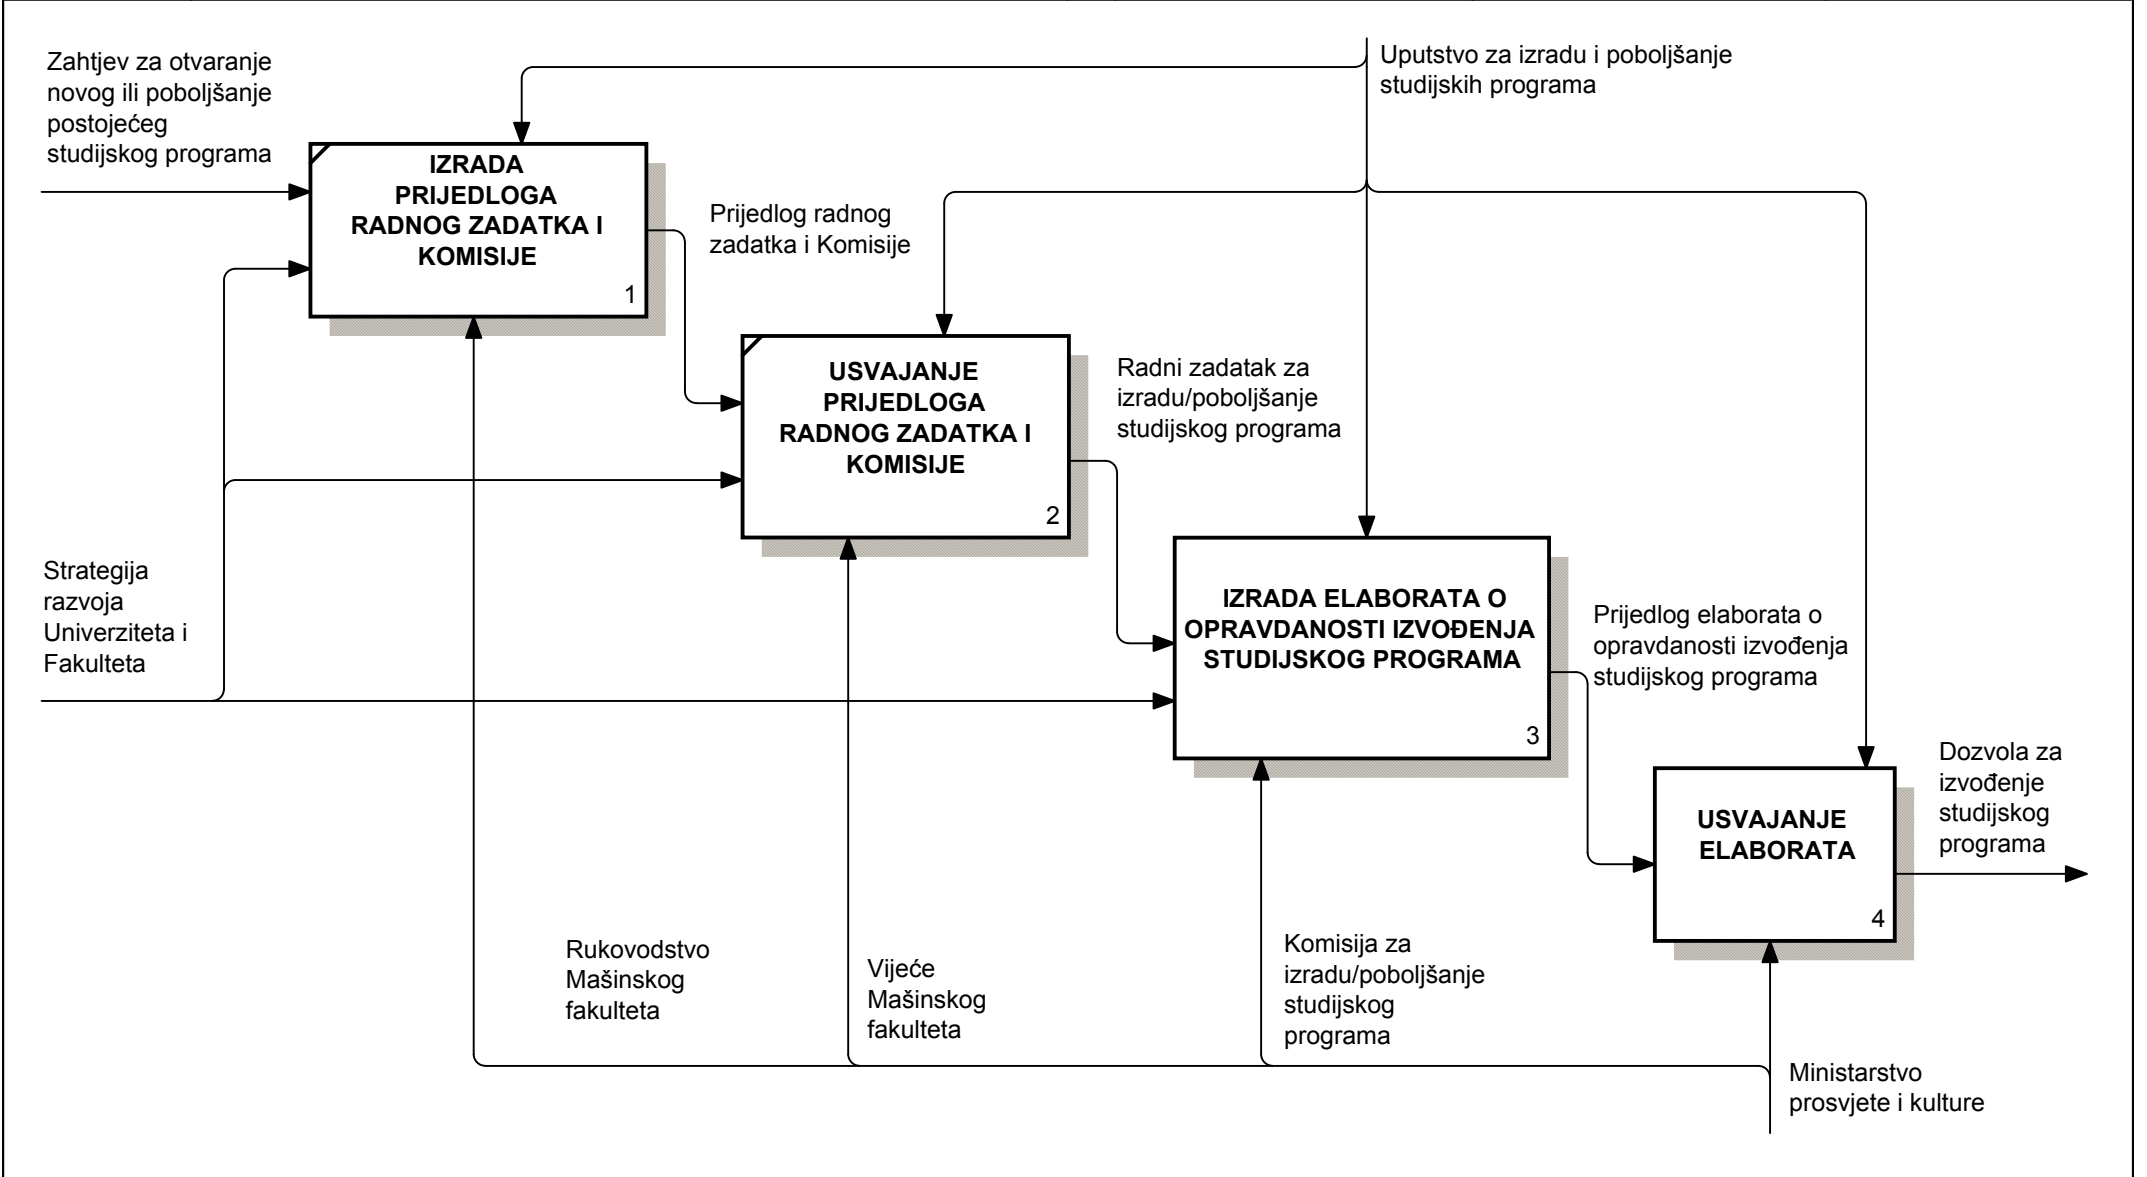 Zahtjev za otvaranje
novog ili poboljšanje
postojećeg
studijskog programa
Uputstvo za izradu i poboljšanje
studijskih programa
IZRADA
PRIJEDLOGA
RADNOG ZADATKA I
KOMISIJE
1
Prijedlog radnog
zadatka i Komisije
USVAJANJE
PRIJEDLOGA
RADNOG ZADATKA I
KOMISIJE
2
Radni zadatak za
izradu/poboljšanje
studijskog programa
Strategija
razvoja
Univerziteta i
Fakulteta
IZRADA ELABORATA O
OPRAVDANOSTI IZVOĐENJA
STUDIJSKOG PROGRAMA
3
Prijedlog elaborata o
opravdanosti izvođenja
studijskog programa
USVAJANJE
ELABORATA
4
Dozvola za
izvođenje
studijskog
programa
Rukovodstvo
Mašinskog
fakulteta
Vijeće
Mašinskog
fakulteta
Komisija za
izradu/poboljšanje
studijskog
programa
Ministarstvo
prosvjete i kulture